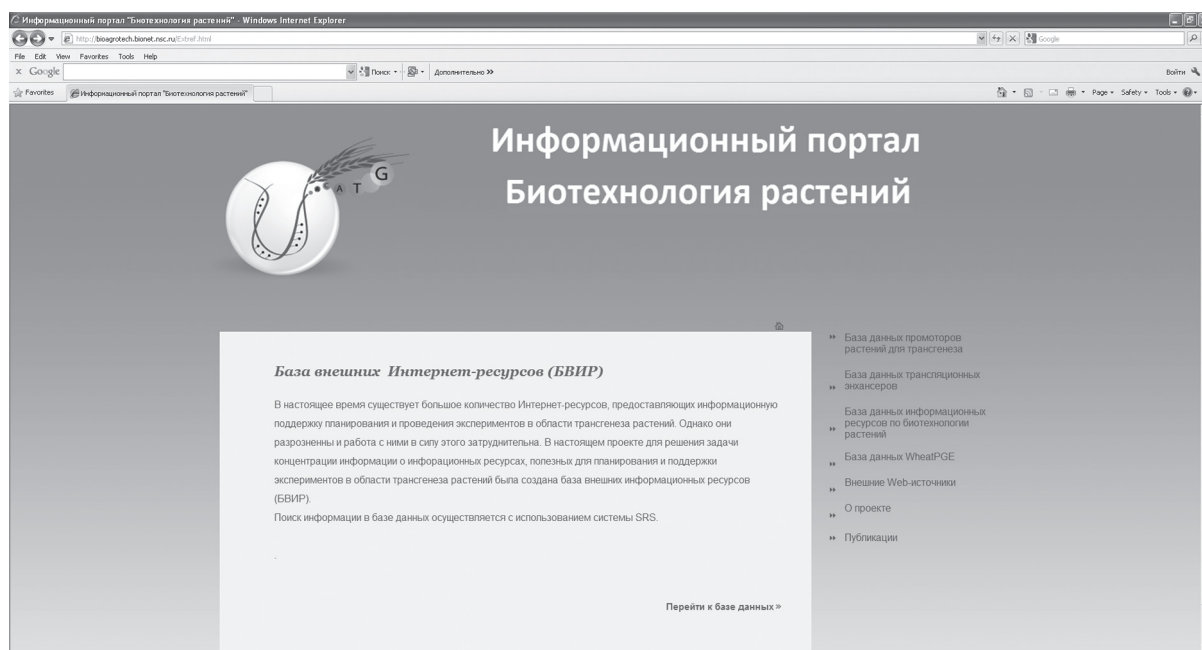 Информационный портал "Биотехнология растений" - Windows Internet Explorer
http://bioagrotech.bionet.nsc.ru/Extref.html
Google
File Edit View Favorites Tools Help
x Google Поиск Дополнительно >> Войти
Favorites Информационный портал "Биотехнология растений" Page Safety Tools
Информационный портал
Биотехнология растений
C A T G
База внешних Интернет-ресурсов (БВИР)
В настоящее время существует большое количество Интернет-ресурсов, предоставляющих информационную
поддержку планирования и проведения экспериментов в области трансгенеза растений. Однако они
разрозненны и работа с ними в силу этого затруднительна. В настоящем проекте для решения задачи
концентрации информации о инфорационных ресурсах, полезных для планирования и поддержки
экспериментов в области трансгенеза растений была создана база внешних информационных ресурсов
(БВИР).
Поиск информации в базе данных осуществляется с использованием системы SRS.
.
Перейти к базе данных »
База данных промоторов
растений для трансгенеза
База данных трансляционных
энхансеров
База данных информационных
ресурсов по биотехнологии
растений
База данных WheatPGE
Внешние Web-источники
О проекте
Публикации